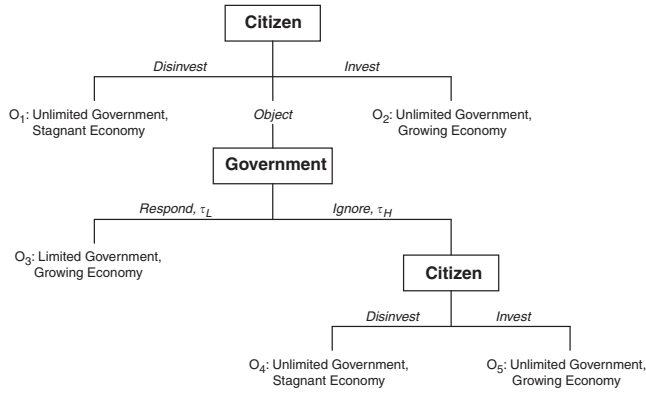 Citizen
Disinvest
Invest
O₁: Unlimited Government,
Stagnant Economy
Object
O₂: Unlimited Government,
Growing Economy
Government
Respond, τL
Ignore, τH
O₃: Limited Government,
Growing Economy
Citizen
Disinvest
Invest
O₄: Unlimited Government,
Stagnant Economy
O₅: Unlimited Government,
Growing Economy